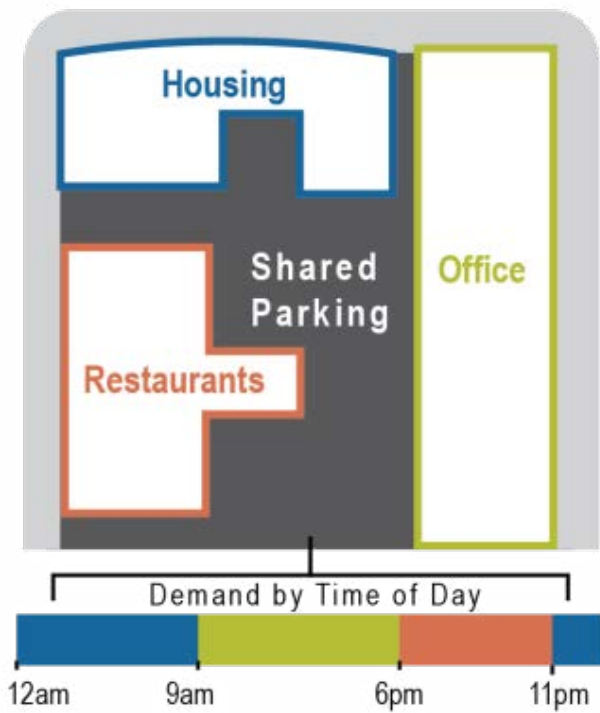 Housing
Shared
Parking
Office
Restaurants
Demand by Time of Day
12am 9am 6pm 11pm